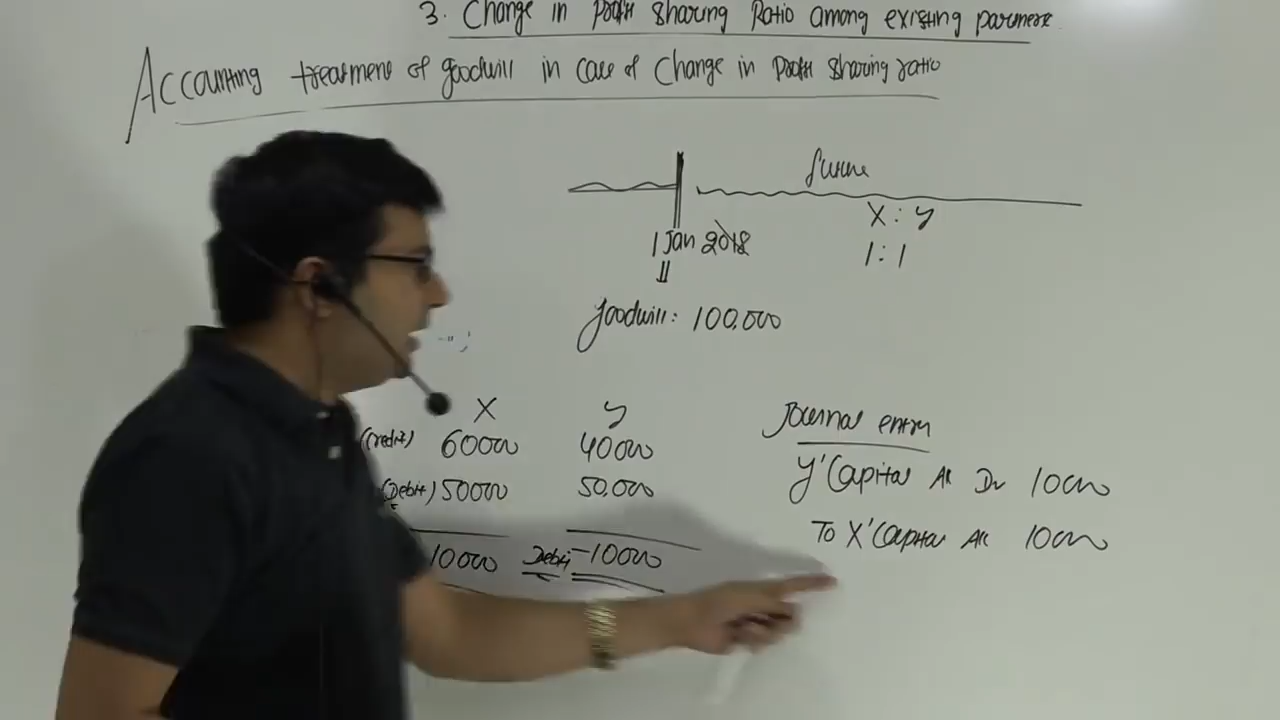 3. Change in Profit Sharing Ratio among existing partners
Accounting treatment of goodwill in case of Change in Profit sharing ratio
future
X : Y
1 Jan 2018
1 : 1
Goodwill: 100,000
X Y
(Credit) 60000 40000
(Debit) 50000 50,000
10000 Debit -10000
Journal entry
Y' Capital A/c Dr 10000
To X' Capital A/c 10000